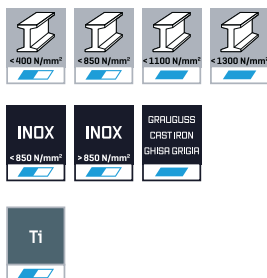 <400 N/mm²
<850 N/mm²
<1100 N/mm²
<1300 N/mm²
INOX
<850 N/mm²
INOX
>850 N/mm²
GRAUGUSS
CAST IRON
GHISA GRIGIA
Ti